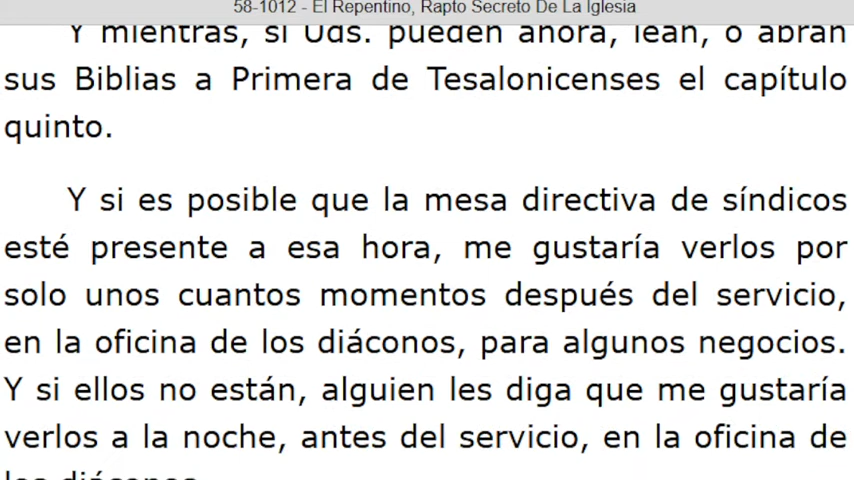 58-1012 - El Repentino, Rapto Secreto De La Iglesia
Y mientras, si Uds. pueden ahora, lean, o abran
sus Biblias a Primera de Tesalonicenses el capítulo
quinto.
Y si es posible que la mesa directiva de síndicos
esté presente a esa hora, me gustaría verlos por
solo unos cuantos momentos después del servicio,
en la oficina de los diáconos, para algunos negocios.
Y si ellos no están, alguien les diga que me gustaría
verlos a la noche, antes del servicio, en la oficina de
los diáconos.